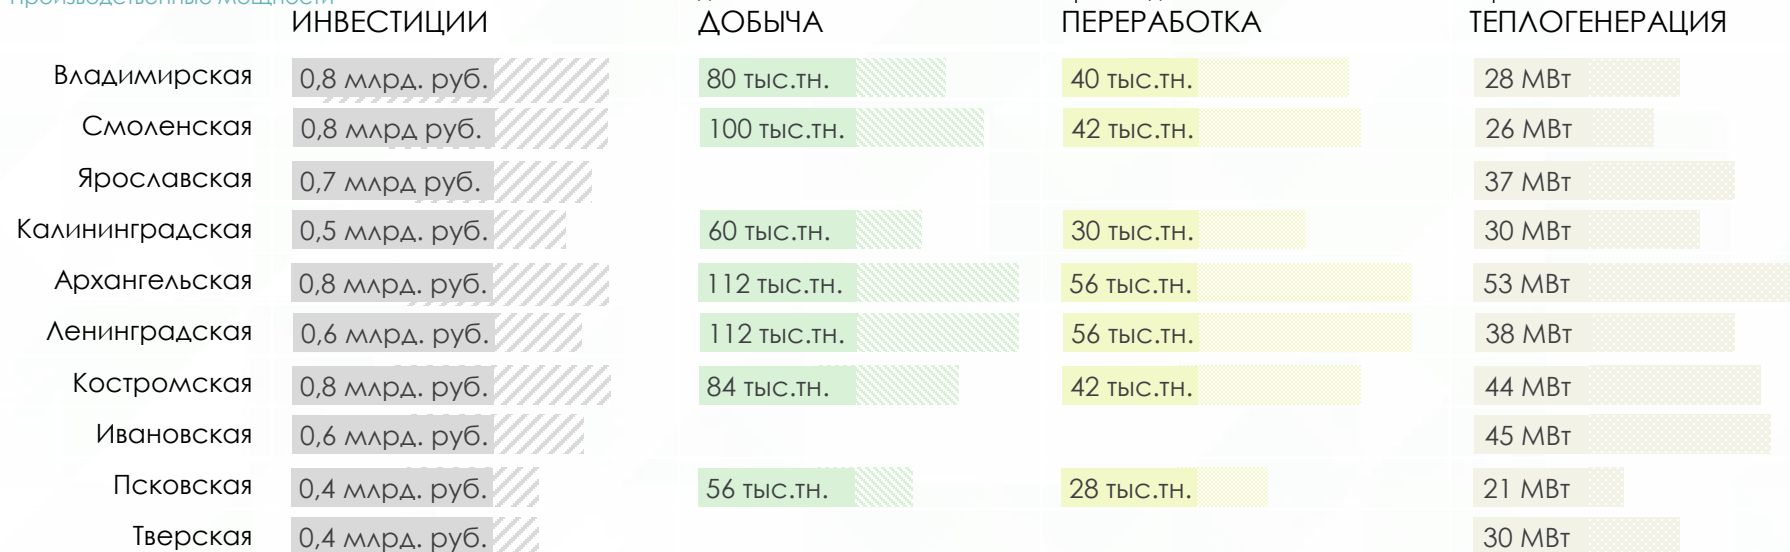 Производственные мощности
ИНВЕСТИЦИИ ДОБЫЧА ПЕРЕРАБОТКА ТЕПЛОГЕНЕРАЦИЯ
Владимирская 0,8 млрд. руб. 80 тыс.тн. 40 тыс.тн. 28 МВт
Смоленская 0,8 млрд руб. 100 тыс.тн. 42 тыс.тн. 26 МВт
Ярославская 0,7 млрд руб. 37 МВт
Калининградская 0,5 млрд. руб. 60 тыс.тн. 30 тыс.тн. 30 МВт
Архангельская 0,8 млрд. руб. 112 тыс.тн. 56 тыс.тн. 53 МВт
Ленинградская 0,6 млрд. руб. 112 тыс.тн. 56 тыс.тн. 38 МВт
Костромская 0,8 млрд. руб. 84 тыс.тн. 42 тыс.тн. 44 МВт
Ивановская 0,6 млрд. руб. 45 МВт
Псковская 0,4 млрд. руб. 56 тыс.тн. 28 тыс.тн. 21 МВт
Тверская 0,4 млрд. руб. 30 МВт